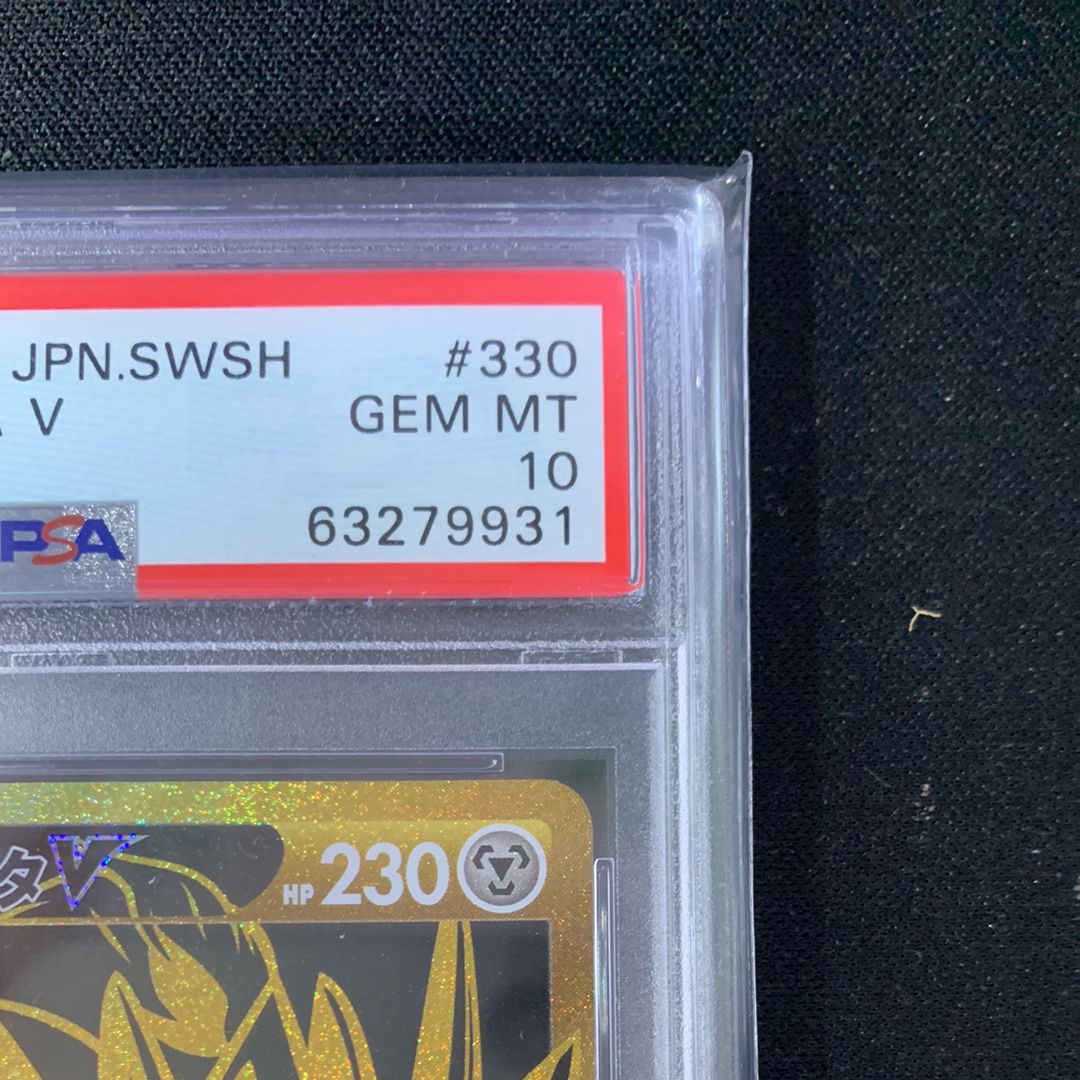 JPN.SWSH #330
V GEM MT
10
PSA 63279931
タV HP 230